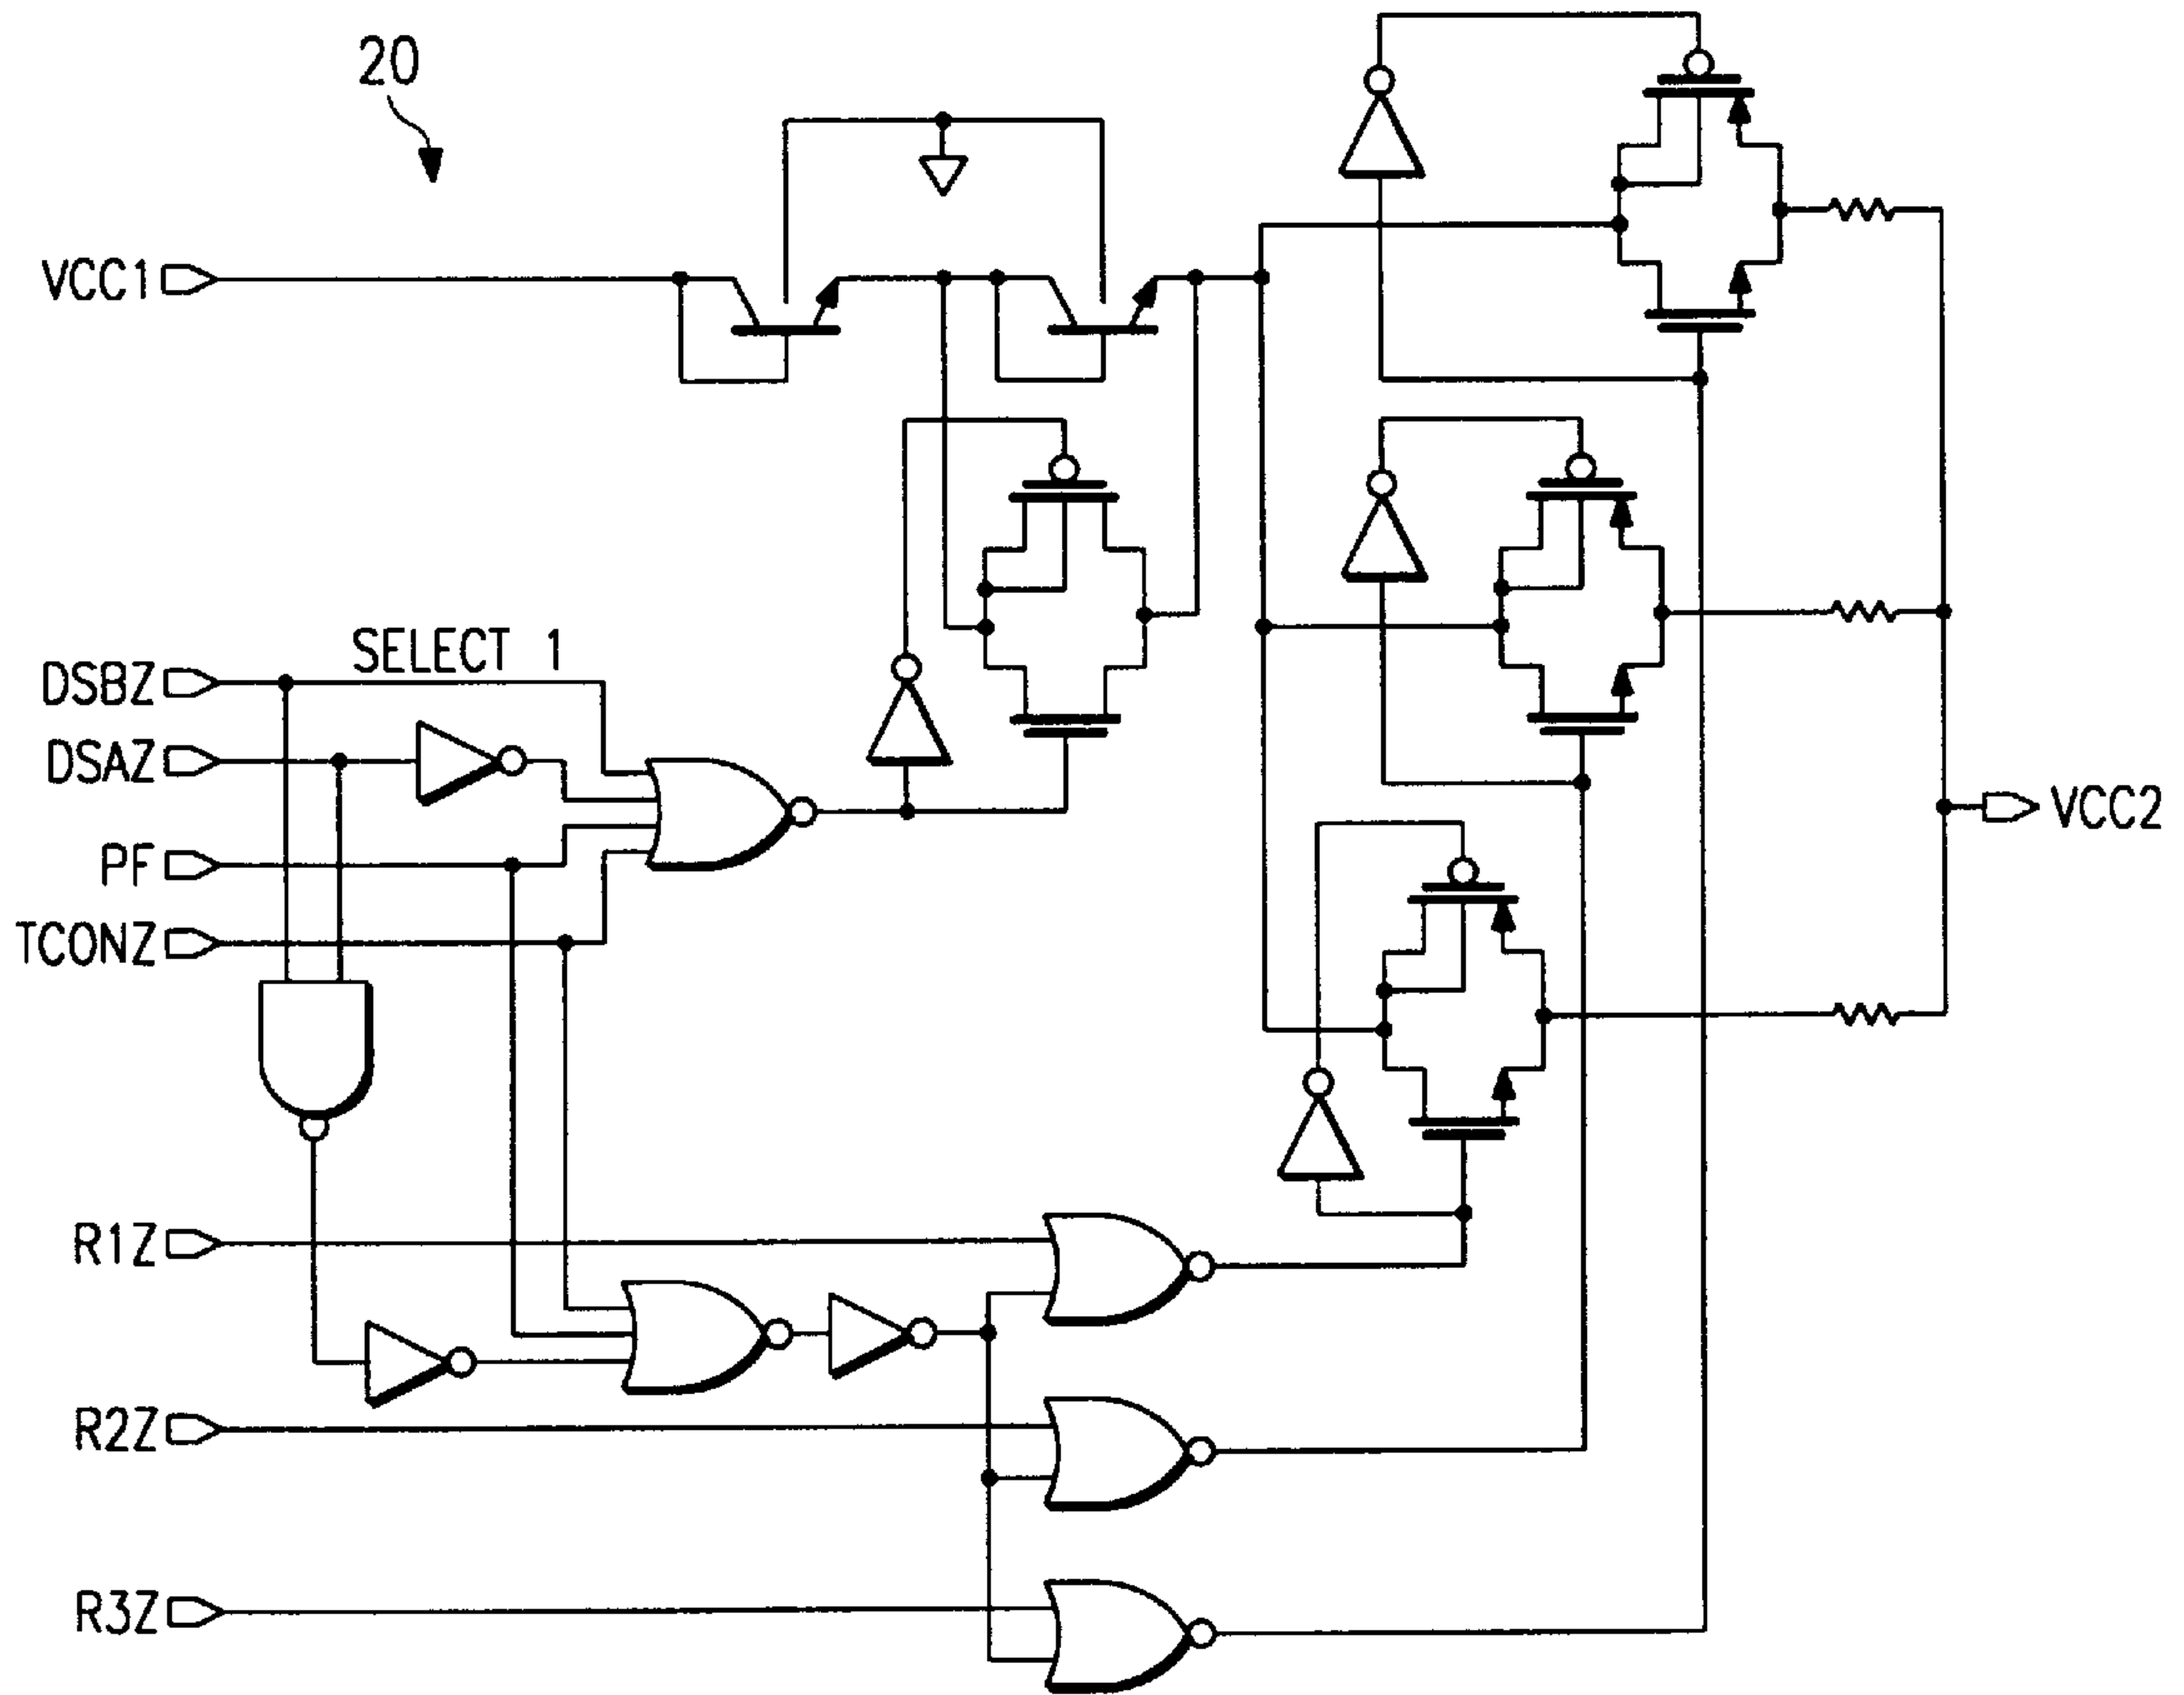 20
VCC1
SELECT 1
DSBZ
DSAZ
PF
TCONZ
VCC2
R1Z
R2Z
R3Z